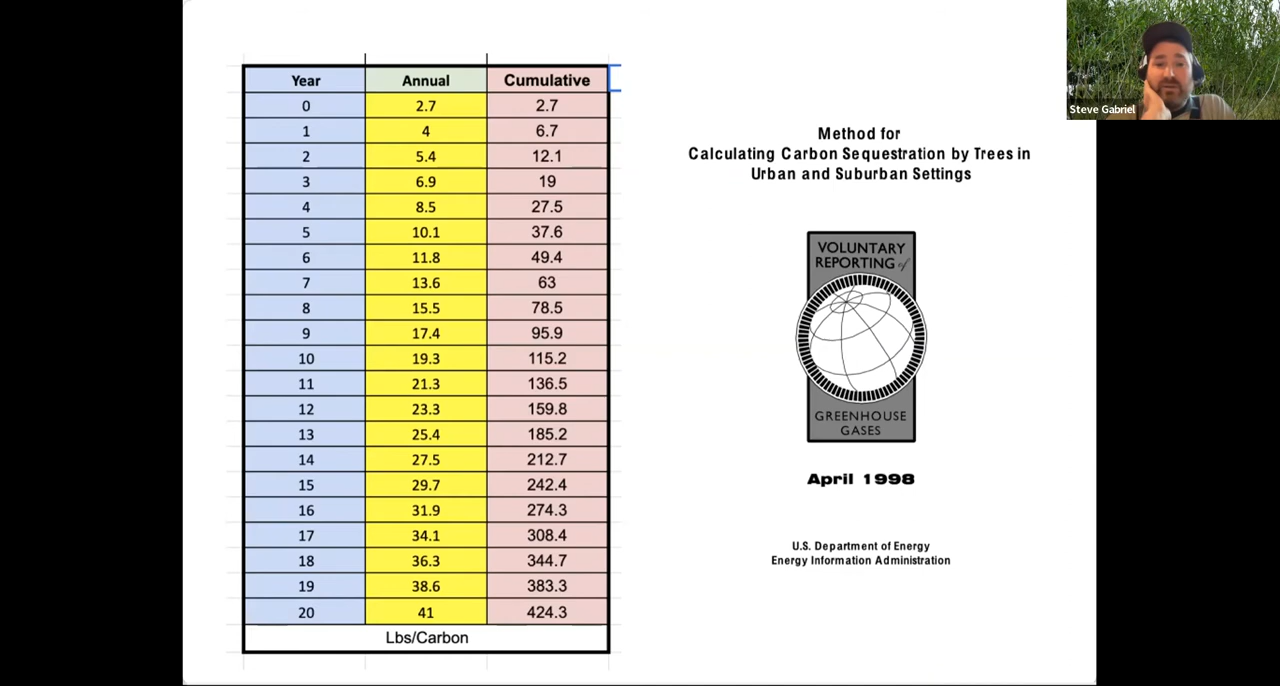 Year Annual Cumulative
0 2.7 2.7
1 4 6.7
2 5.4 12.1
3 6.9 19
4 8.5 27.5
5 10.1 37.6
6 11.8 49.4
7 13.6 63
8 15.5 78.5
9 17.4 95.9
10 19.3 115.2
11 21.3 136.5
12 23.3 159.8
13 25.4 185.2
14 27.5 212.7
15 29.7 242.4
16 31.9 274.3
17 34.1 308.4
18 36.3 344.7
19 38.6 383.3
20 41 424.3
Lbs/Carbon
Method for
Calculating Carbon Sequestration by Trees in
Urban and Suburban Settings
VOLUNTARY
REPORTING of
GREENHOUSE
GASES
April 1998
U.S. Department of Energy
Energy Information Administration
Steve Gabriel